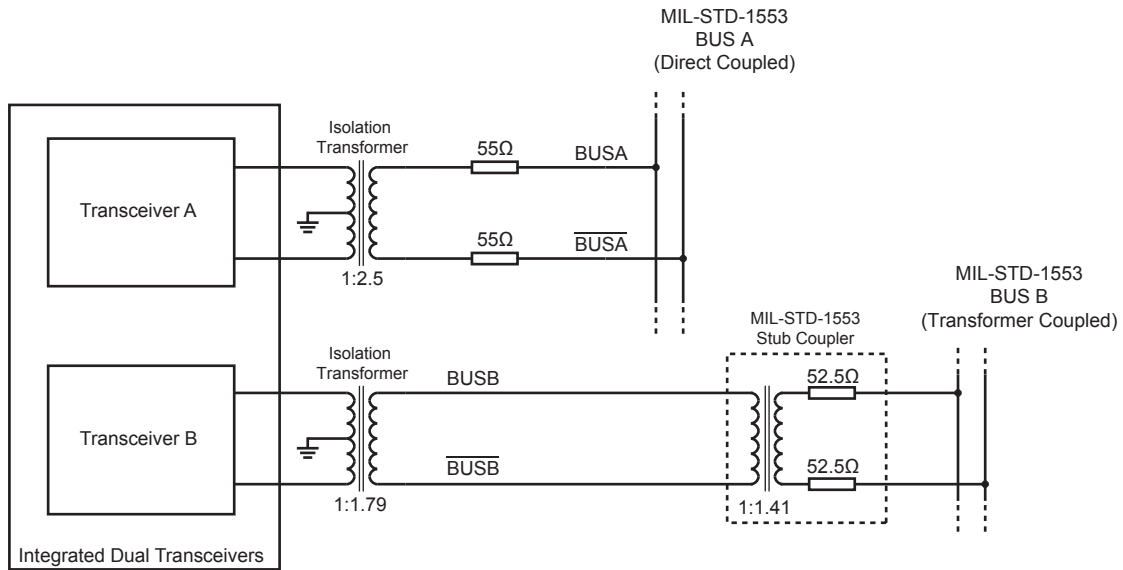 MIL-STD-1553
BUS A
(Direct Coupled)
Isolation
Transformer
55Ω
BUSA
Transceiver A
55Ω
B̅U̅S̅A̅
1:2.5
MIL-STD-1553
BUS B
(Transformer Coupled)
MIL-STD-1553
Stub Coupler
Isolation
Transformer
BUSB
52.5Ω
Transceiver B
B̅U̅S̅B̅
52.5Ω
1:1.79
1:1.41
Integrated Dual Transceivers